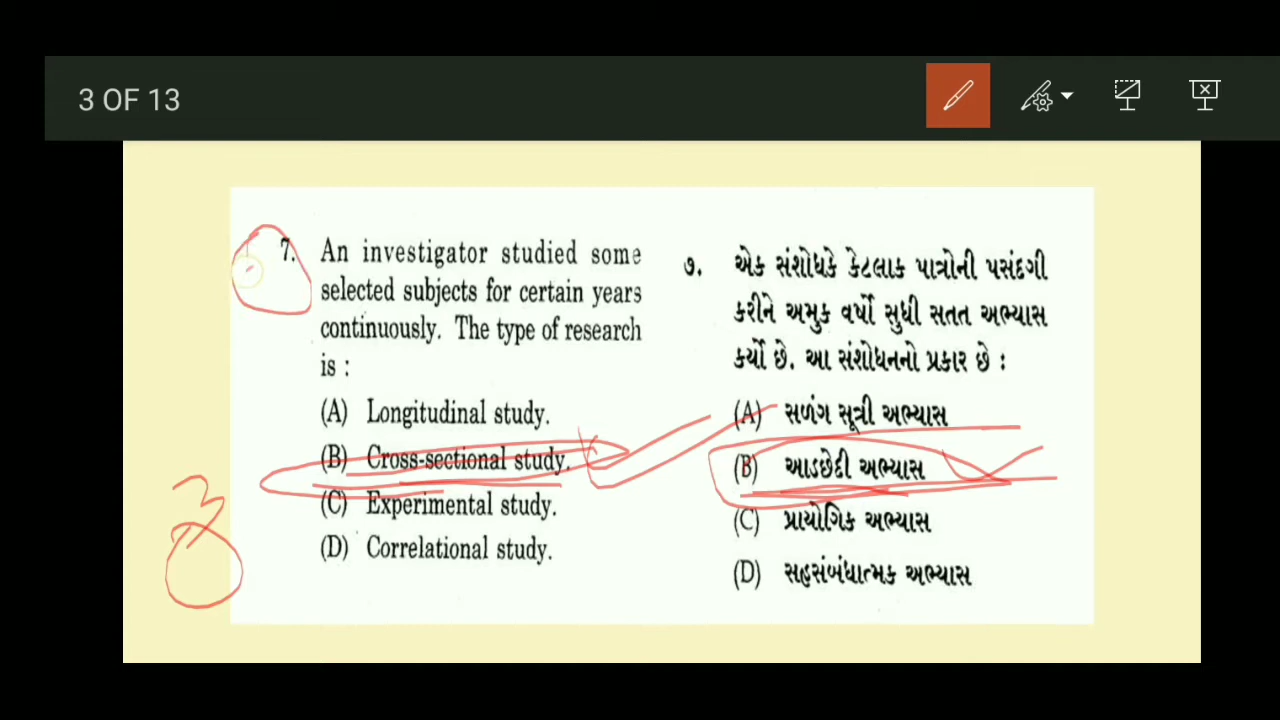 3 OF 13
7. An investigator studied some
selected subjects for certain years
continuously. The type of research
is :
(A) Longitudinal study.
(B) Cross-sectional study.
(C) Experimental study.
(D) Correlational study.
૭. એક સંશોધકે કેટલાક પાત્રોની પસંદગી
કરીને અમુક વર્ષો સુધી સતત અભ્યાસ
કર્યો છે. આ સંશોધનનો પ્રકાર છે :
(A) સળંગ સૂત્રી અભ્યાસ
(B) આડછેદી અભ્યાસ
(C) પ્રાયોગિક અભ્યાસ
(D) સહસંબંધાત્મક અભ્યાસ